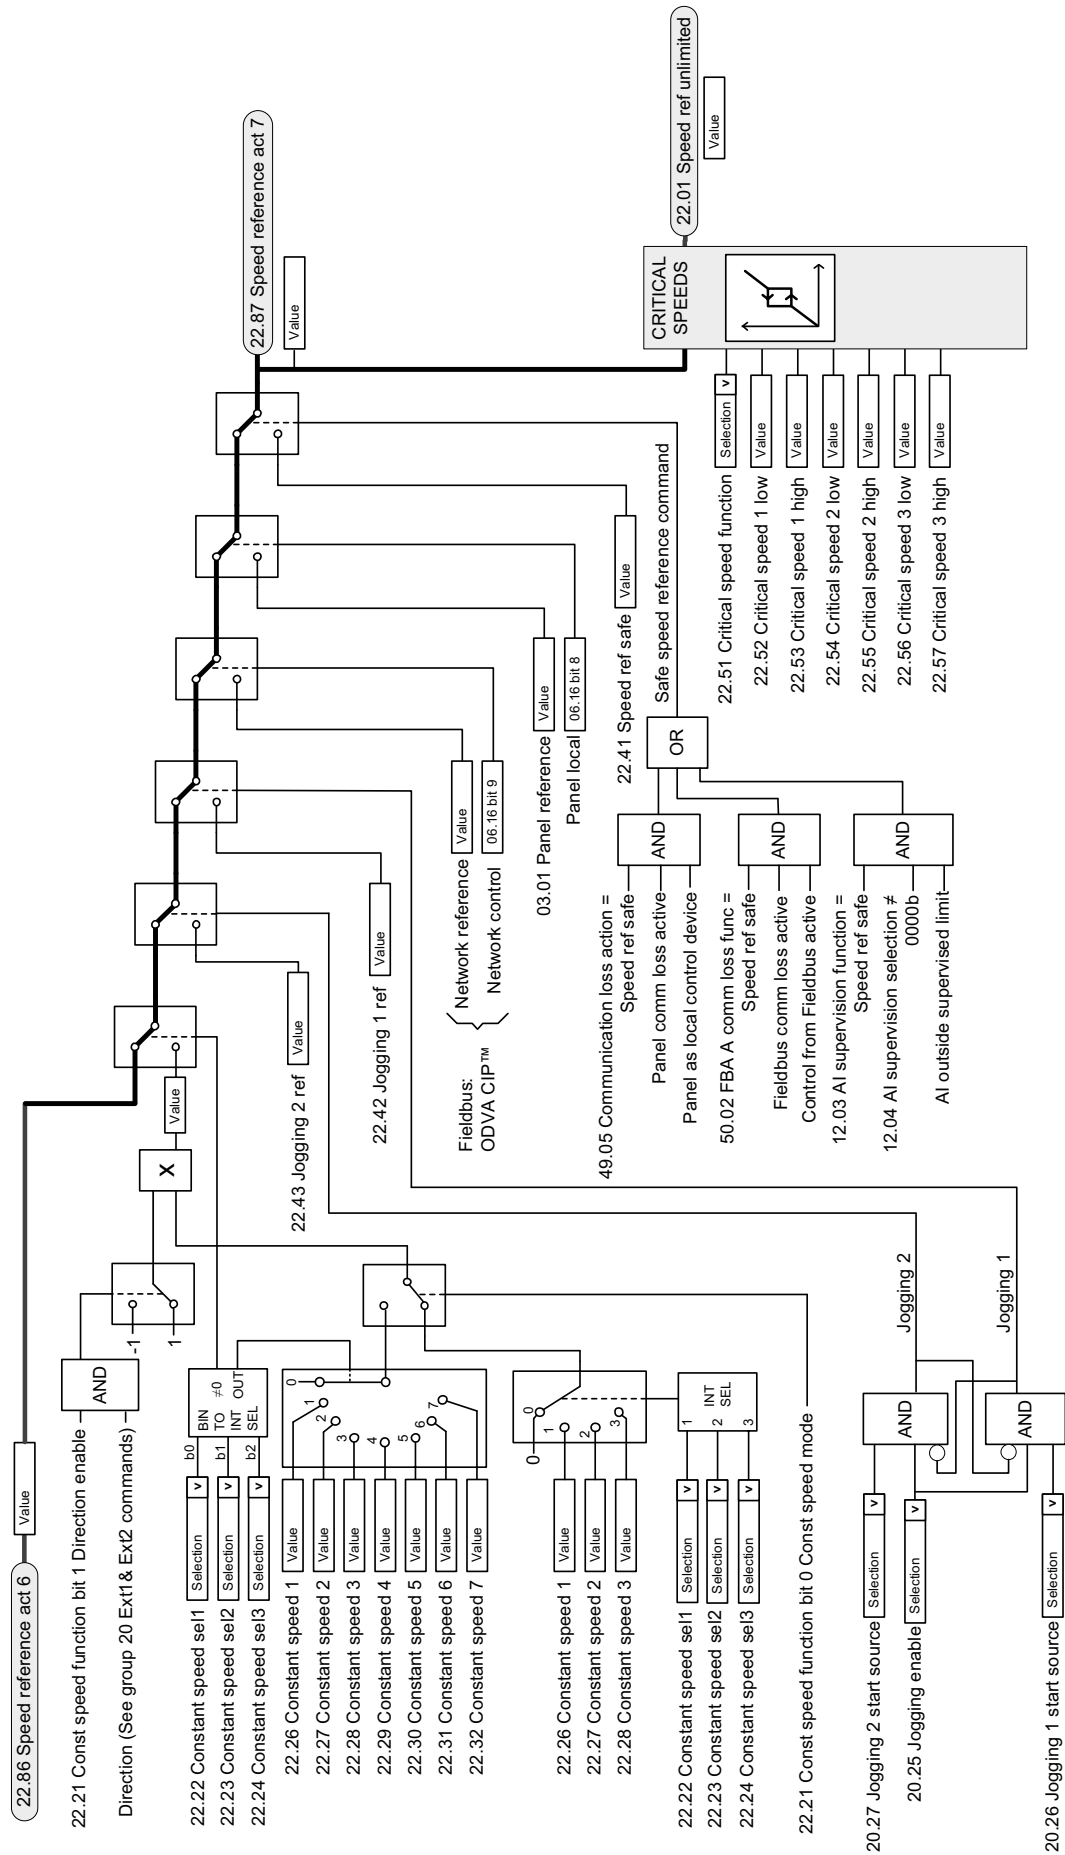 22.86 Speed reference act 6
Value
22.21 Const speed function bit 1 Direction enable
Direction (See group 20 Ext1& Ext2 commands)
AND
-1
1
X
Value
22.22 Constant speed sel1
Selection
v
b0
22.23 Constant speed sel2
Selection
v
b1
22.24 Constant speed sel3
Selection
v
b2
BIN
TO
INT
SEL
≠0
OUT
22.26 Constant speed 1
Value
22.27 Constant speed 2
Value
22.28 Constant speed 3
Value
22.29 Constant speed 4
Value
22.30 Constant speed 5
Value
22.31 Constant speed 6
Value
22.32 Constant speed 7
Value
0
1
2
3
4
5
6
7
22.26 Constant speed 1
Value
22.27 Constant speed 2
Value
22.28 Constant speed 3
Value
0
0
1
2
3
22.22 Constant speed sel1
Selection
v
1
22.23 Constant speed sel2
Selection
v
2
22.24 Constant speed sel3
Selection
v
3
INT
SEL
22.21 Const speed function bit 0 Const speed mode
20.27 Jogging 2 start source
Selection
v
20.25 Jogging enable
Selection
v
20.26 Jogging 1 start source
Selection
v
AND
AND
Jogging 2
Jogging 1
22.43 Jogging 2 ref
Value
22.42 Jogging 1 ref
Value
Fieldbus:
ODVA CIP™
Network reference
Value
Network control
06.16 bit 9
03.01 Panel reference
Value
Panel local
06.16 bit 8
22.41 Speed ref safe
Value
Safe speed reference command
49.05 Communication loss action =
Speed ref safe
Panel comm loss active
Panel as local control device
AND
50.02 FBA A comm loss func =
Speed ref safe
Fieldbus comm loss active
Control from Fieldbus active
AND
12.03 AI supervision function =
Speed ref safe
12.04 AI supervision selection ≠
0000b
AI outside supervised limit
AND
OR
22.87 Speed reference act 7
Value
22.51 Critical speed function
Selection
v
22.52 Critical speed 1 low
Value
22.53 Critical speed 1 high
Value
22.54 Critical speed 2 low
Value
22.55 Critical speed 2 high
Value
22.56 Critical speed 3 low
Value
22.57 Critical speed 3 high
Value
CRITICAL
SPEEDS
22.01 Speed ref unlimited
Value